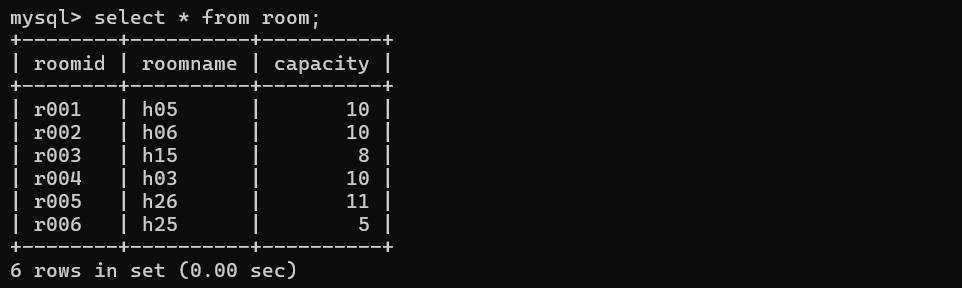 mysql> select * from room;
+--------+----------+----------+
| roomid | roomname | capacity |
+--------+----------+----------+
| r001   | h05      |       10 |
| r002   | h06      |       10 |
| r003   | h15      |        8 |
| r004   | h03      |       10 |
| r005   | h26      |       11 |
| r006   | h25      |        5 |
+--------+----------+----------+
6 rows in set (0.00 sec)